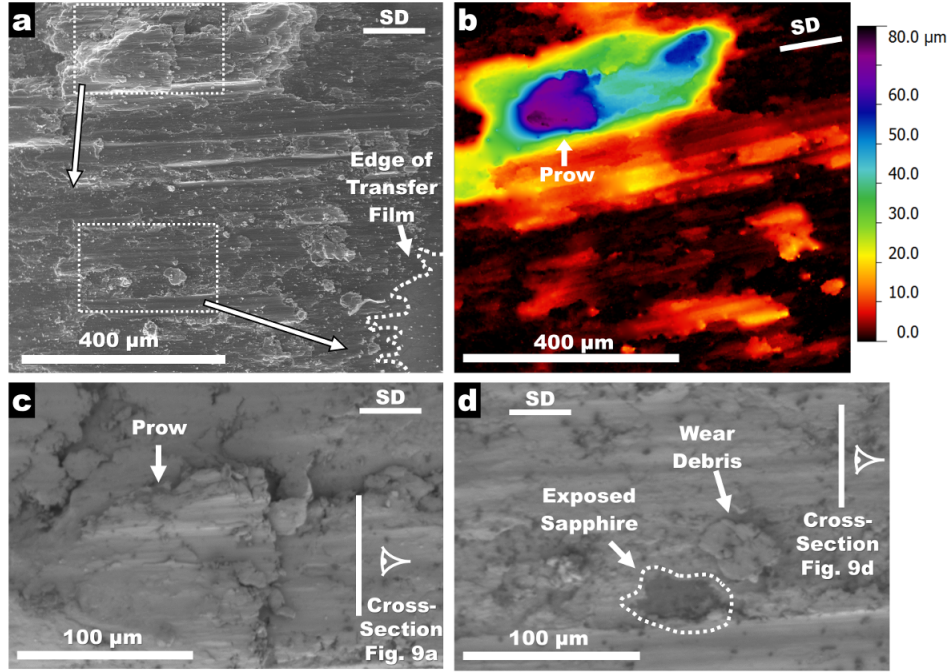 a
SD
Edge of
Transfer
Film
400 µm
b
SD
Prow
400 µm
80.0 µm
60.0
50.0
40.0
30.0
20.0
10.0
0.0
c
SD
Prow
100 µm
Cross-
Section
Fig. 9a
d
SD
Wear
Debris
Exposed
Sapphire
100 µm
Cross-
Section
Fig. 9d